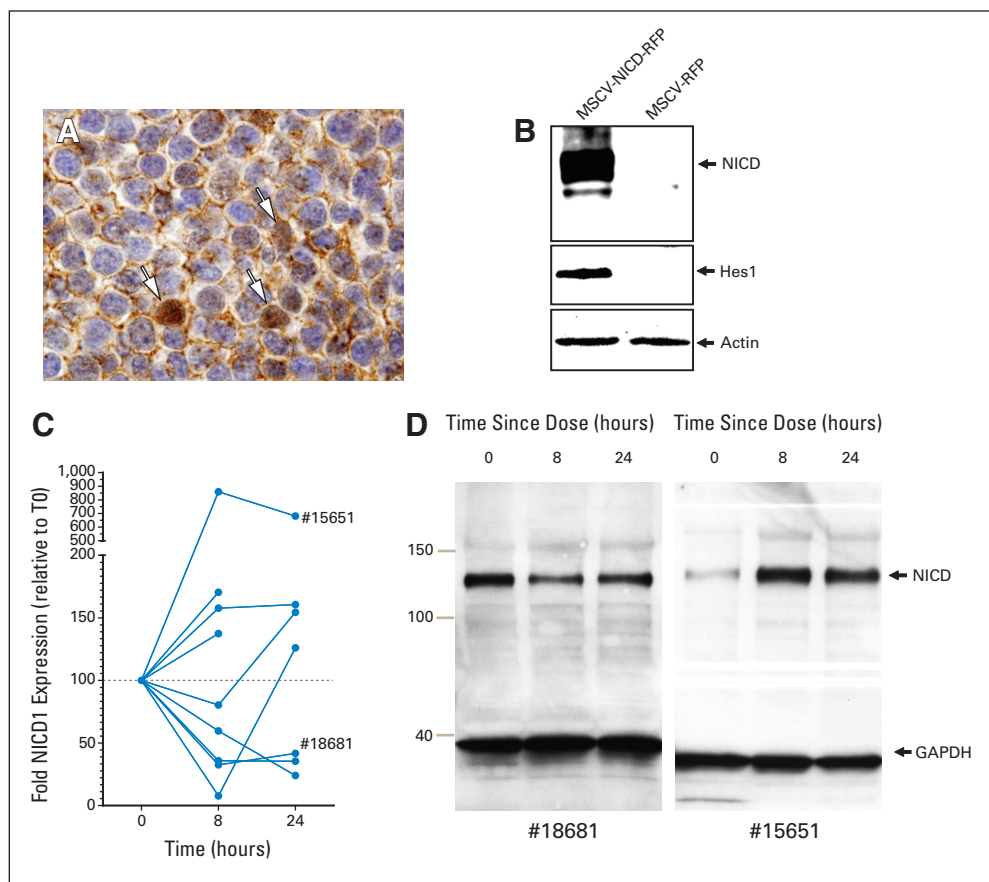 A
B
MSCV-NICD-RFP
MSCV-RFP
NICD
Hes1
Actin
C
Fold NICD1 Expression (relative to T0)
1,000
900
800
700
600
500
200
150
100
50
0
#15651
#18681
0 8 24
Time (hours)
D
Time Since Dose (hours)
0 8 24
150
100
40
#18681
Time Since Dose (hours)
0 8 24
NICD
GAPDH
#15651